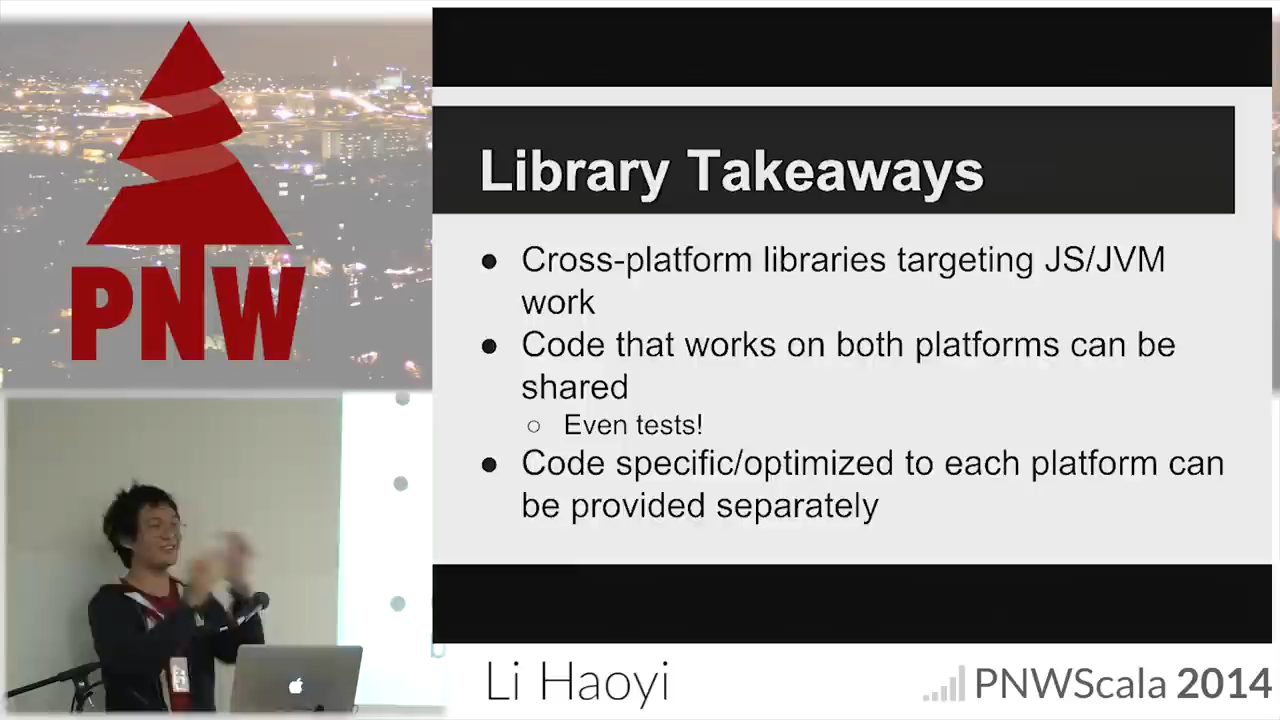 PNW
Library Takeaways
● Cross-platform libraries targeting JS/JVM
work
● Code that works on both platforms can be
shared
○ Even tests!
● Code specific/optimized to each platform can
be provided separately
Li Haoyi
PNWScala 2014